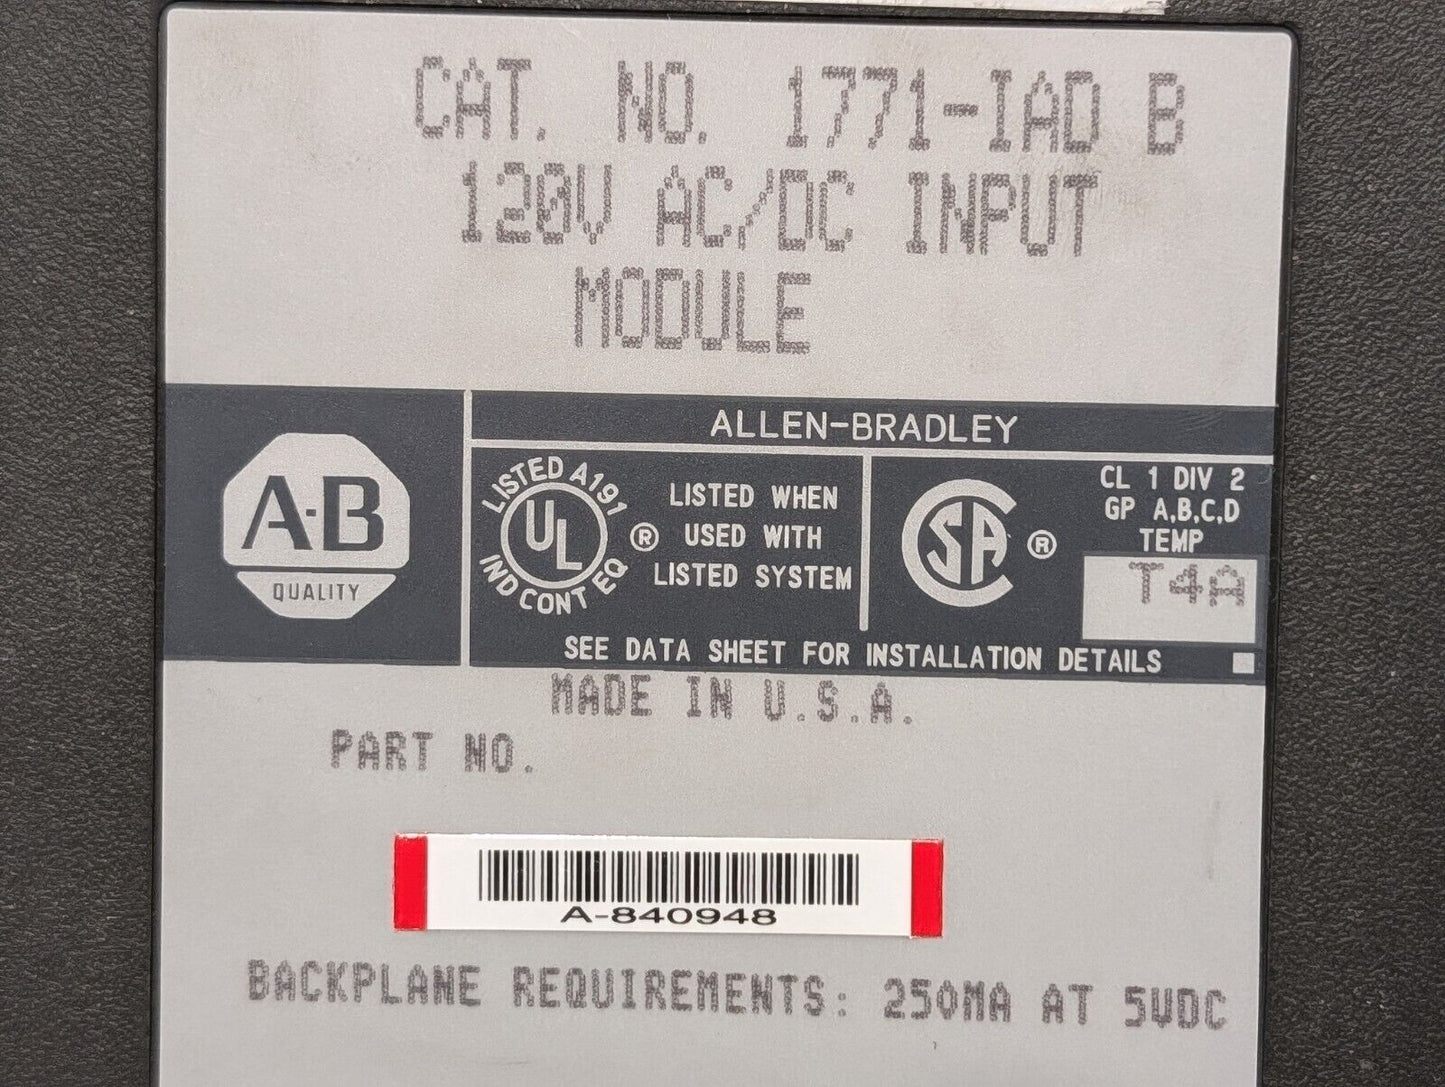 CAT. NO. 1771-IAD B
120V AC/DC INPUT
MODULE
ALLEN-BRADLEY
A-B
QUALITY
LISTED A191
UL
IND CONT EQ
®
LISTED WHEN
USED WITH
LISTED SYSTEM
SA
®
CL 1 DIV 2
GP A,B,C,D
TEMP
T4A
SEE DATA SHEET FOR INSTALLATION DETAILS
MADE IN U.S.A.
PART NO.
A-840948
BACKPLANE REQUIREMENTS: 250MA AT 5VDC